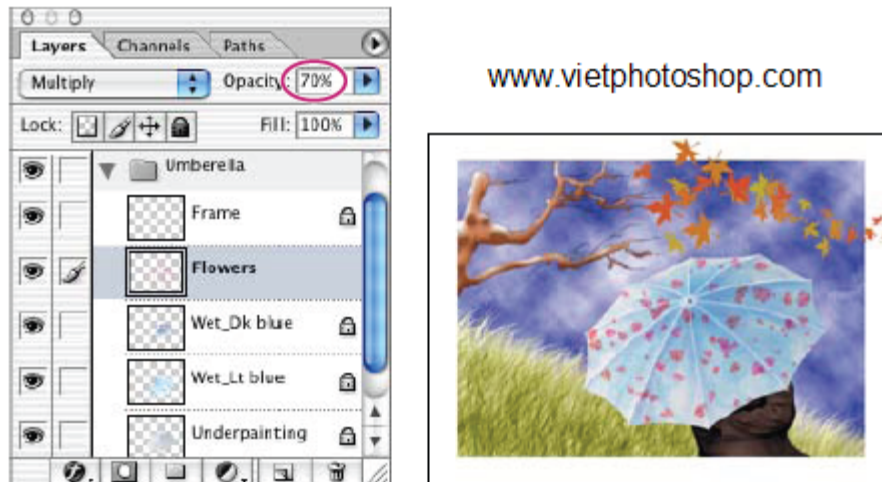 Layers Channels Paths
Multiply Opacity: 70%
Lock: Fill: 100%
Umberella
Frame
Flowers
Wet_Dk blue
Wet_Lt blue
Underpainting
www.vietphotoshop.com